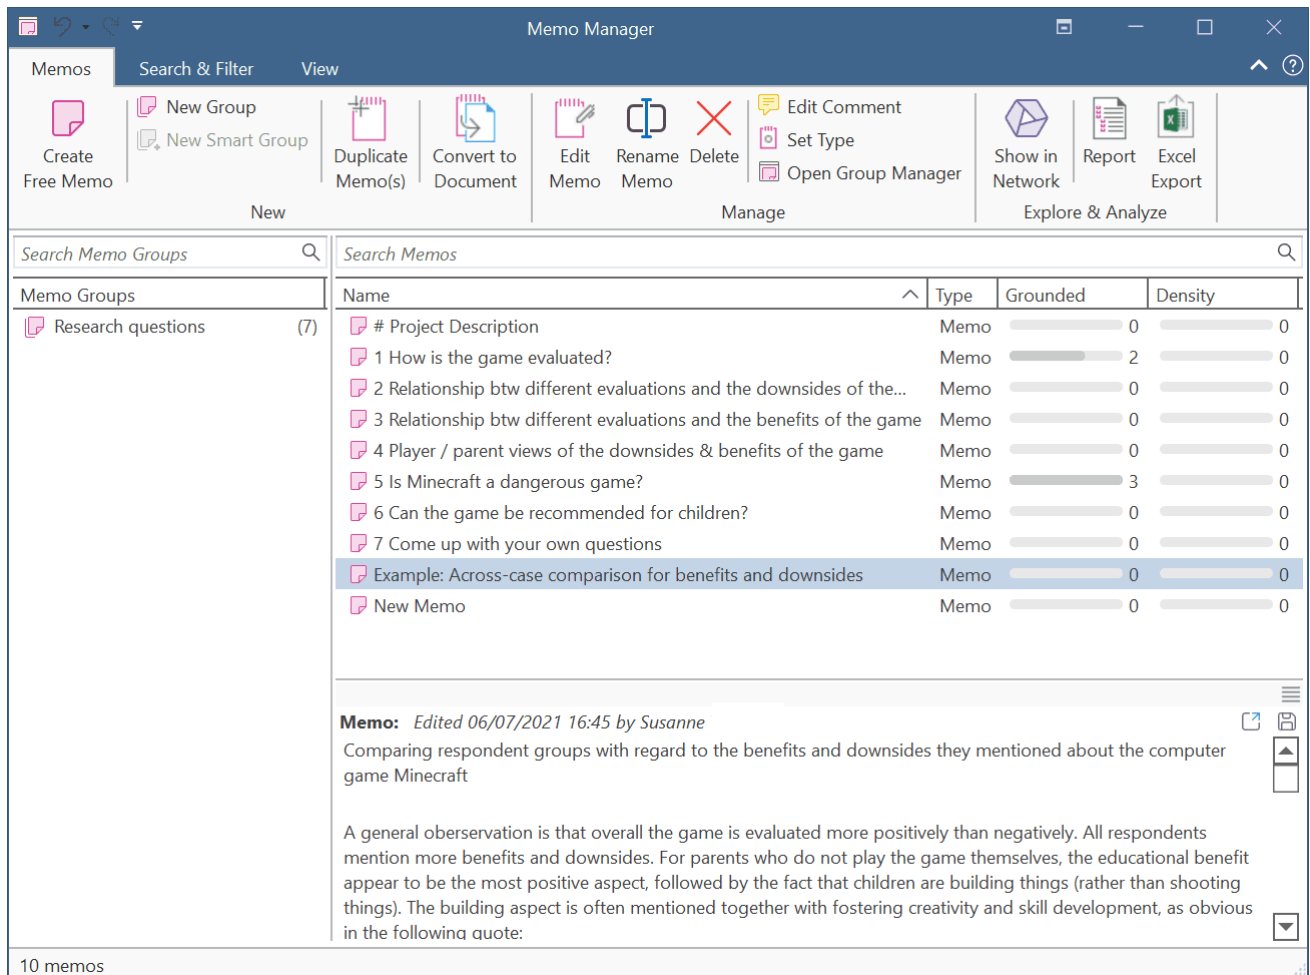 Memo Manager
Memos Search & Filter View
Create Free Memo
New Group
New Smart Group
Duplicate Memo(s)
Convert to Document
New
Edit Memo
Rename Memo
Delete
Edit Comment
Set Type
Open Group Manager
Manage
Show in Network
Report
Excel Export
Explore & Analyze
Search Memo Groups
Memo Groups
Research questions (7)
Search Memos
Name Type Grounded Density
# Project Description Memo 0 0
1 How is the game evaluated? Memo 2 0
2 Relationship btw different evaluations and the downsides of the... Memo 0 0
3 Relationship btw different evaluations and the benefits of the game Memo 0 0
4 Player / parent views of the downsides & benefits of the game Memo 0 0
5 Is Minecraft a dangerous game? Memo 3 0
6 Can the game be recommended for children? Memo 0 0
7 Come up with your own questions Memo 0 0
Example: Across-case comparison for benefits and downsides Memo 0 0
New Memo Memo 0 0
Memo: Edited 06/07/2021 16:45 by Susanne
Comparing respondent groups with regard to the benefits and downsides they mentioned about the computer
game Minecraft
A general oberservation is that overall the game is evaluated more positively than negatively. All respondents
mention more benefits and downsides. For parents who do not play the game themselves, the educational benefit
appear to be the most positive aspect, followed by the fact that children are building things (rather than shooting
things). The building aspect is often mentioned together with fostering creativity and skill development, as obvious
in the following quote:
10 memos